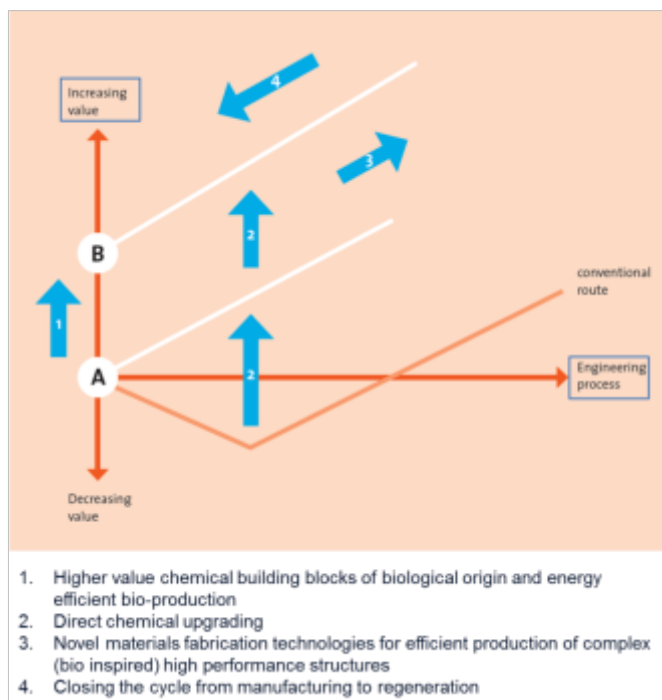 Increasing
value
4
3
B
2
conventional
route
1
A
2
Engineering
process
Decreasing
value
1. Higher value chemical building blocks of biological origin and energy
efficient bio-production
2. Direct chemical upgrading
3. Novel materials fabrication technologies for efficient production of complex
(bio inspired) high performance structures
4. Closing the cycle from manufacturing to regeneration